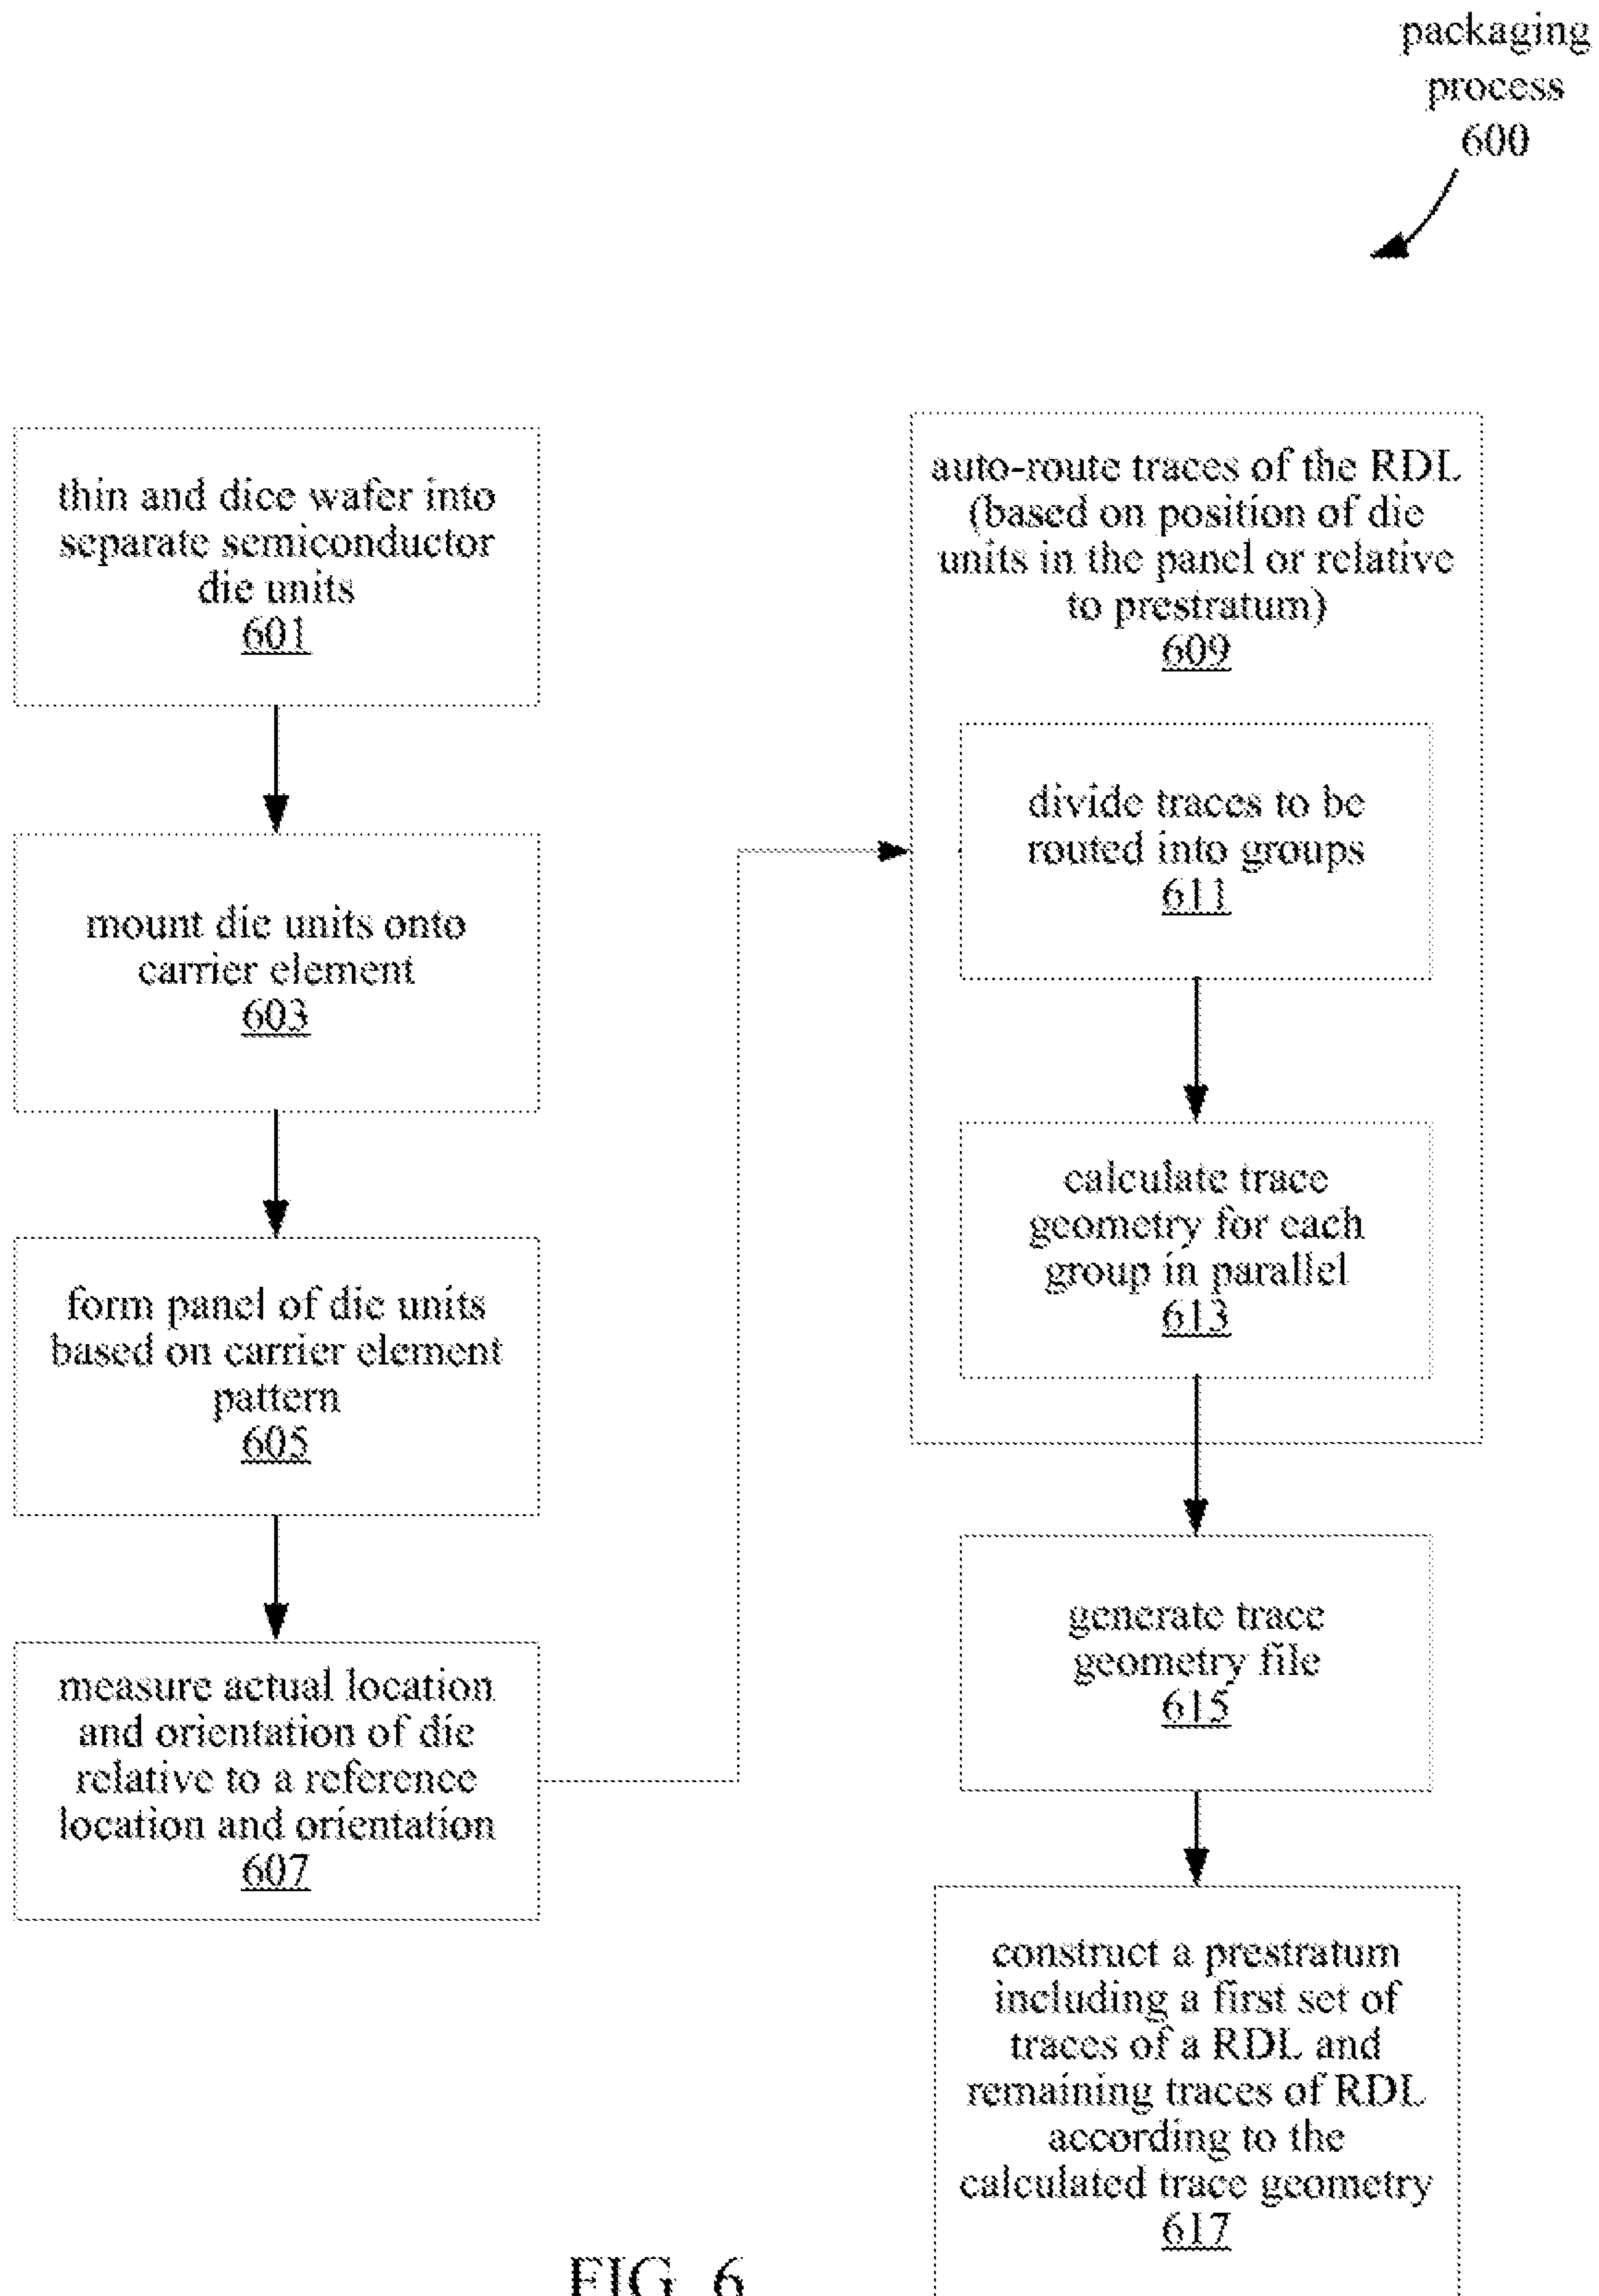 packaging
process
600
thin and dice wafer into
separate semiconductor
die units
601
mount die units onto
carrier element
603
form panel of die units
based on carrier element
pattern
605
measure actual location
and orientation of die
relative to a reference
location and orientation
607
auto-route traces of the RDL
(based on position of die
units in the panel or relative
to prestratum)
609
divide traces to be
routed into groups
611
calculate trace
geometry for each
group in parallel
613
generate trace
geometry file
615
construct a prestratum
including a first set of
traces of a RDL and
remaining traces of RDL
according to the
calculated trace geometry
617
FIG. 6